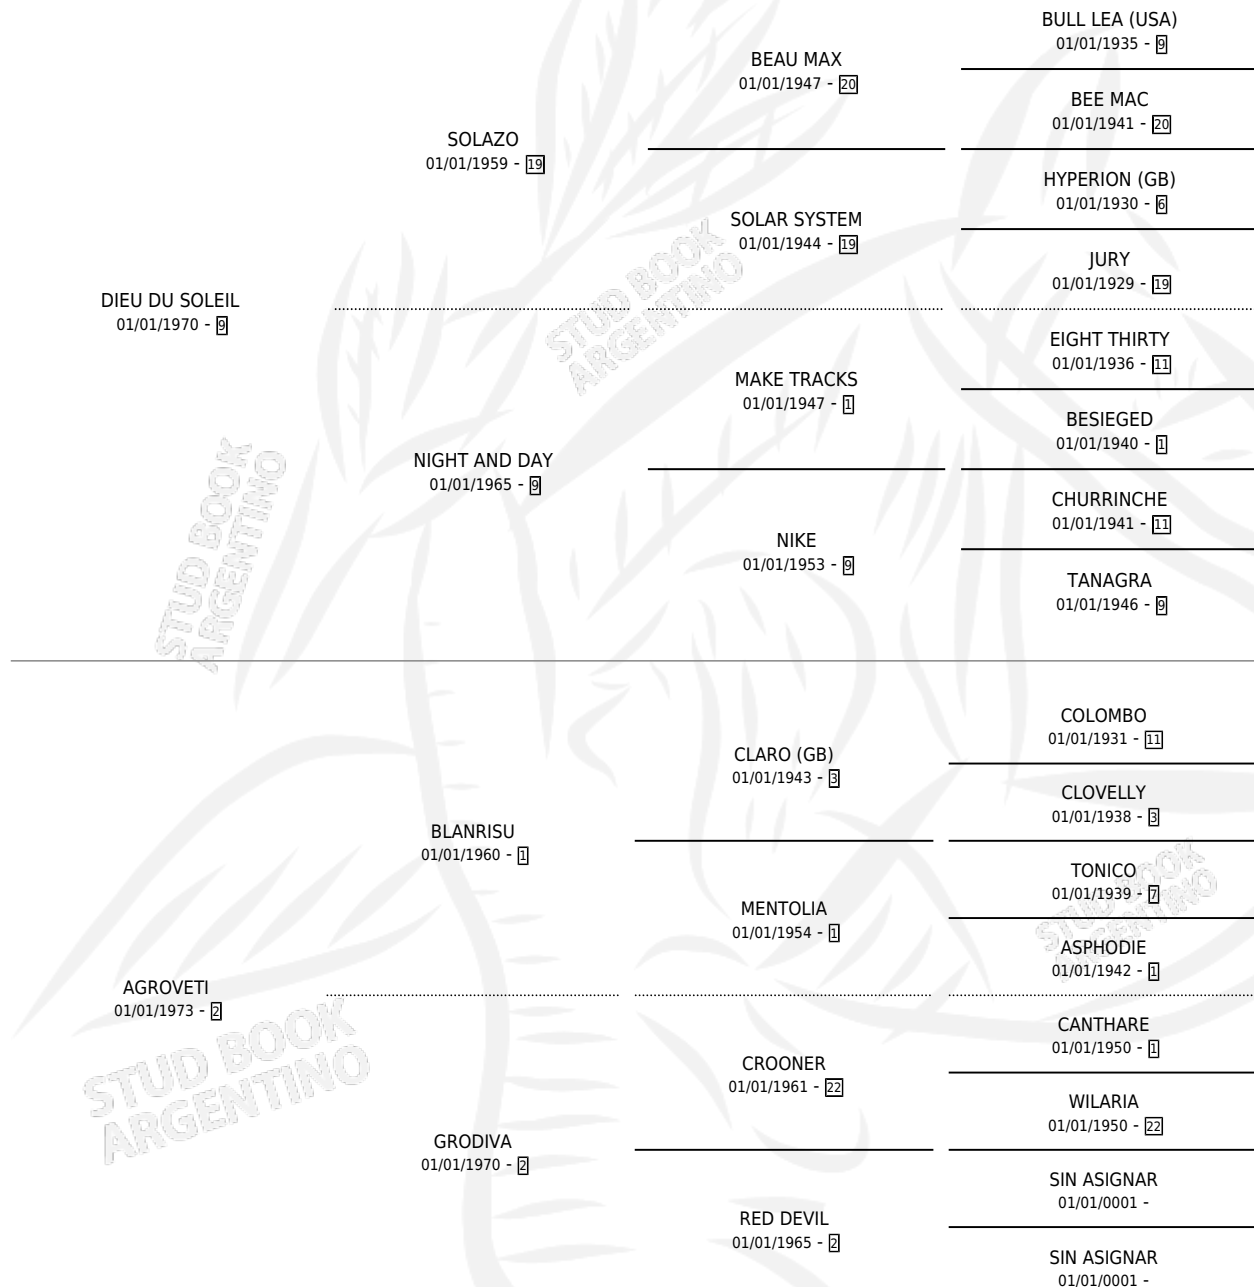 BULL LEA (USA)
01/01/1935 - 9
BEAU MAX
01/01/1947 - 20
BEE MAC
01/01/1941 - 20
SOLAZO
01/01/1959 - 19
HYPERION (GB)
01/01/1930 - 6
SOLAR SYSTEM
01/01/1944 - 19
JURY
01/01/1929 - 19
DIEU DU SOLEIL
01/01/1970 - 9
EIGHT THIRTY
01/01/1936 - 11
MAKE TRACKS
01/01/1947 - 1
BESIEGED
01/01/1940 - 1
NIGHT AND DAY
01/01/1965 - 9
CHURRINCHE
01/01/1941 - 11
NIKE
01/01/1953 - 9
TANAGRA
01/01/1946 - 9
COLOMBO
01/01/1931 - 11
CLARO (GB)
01/01/1943 - 3
CLOVELLY
01/01/1938 - 3
BLANRISU
01/01/1960 - 1
TONICO
01/01/1939 - 7
MENTOLIA
01/01/1954 - 1
ASPHODIE
01/01/1942 - 1
AGROVETI
01/01/1973 - 2
CANTHARE
01/01/1950 - 1
CROONER
01/01/1961 - 22
WILARIA
01/01/1950 - 22
GRODIVA
01/01/1970 - 2
SIN ASIGNAR
01/01/0001 -
RED DEVIL
01/01/1965 - 2
SIN ASIGNAR
01/01/0001 -
STUD BOOK
ARGENTINO
STUD BOOK
ARGENTINO
STUD BOOK
ARGENTINO
STUD BOOK
ARGENTINO